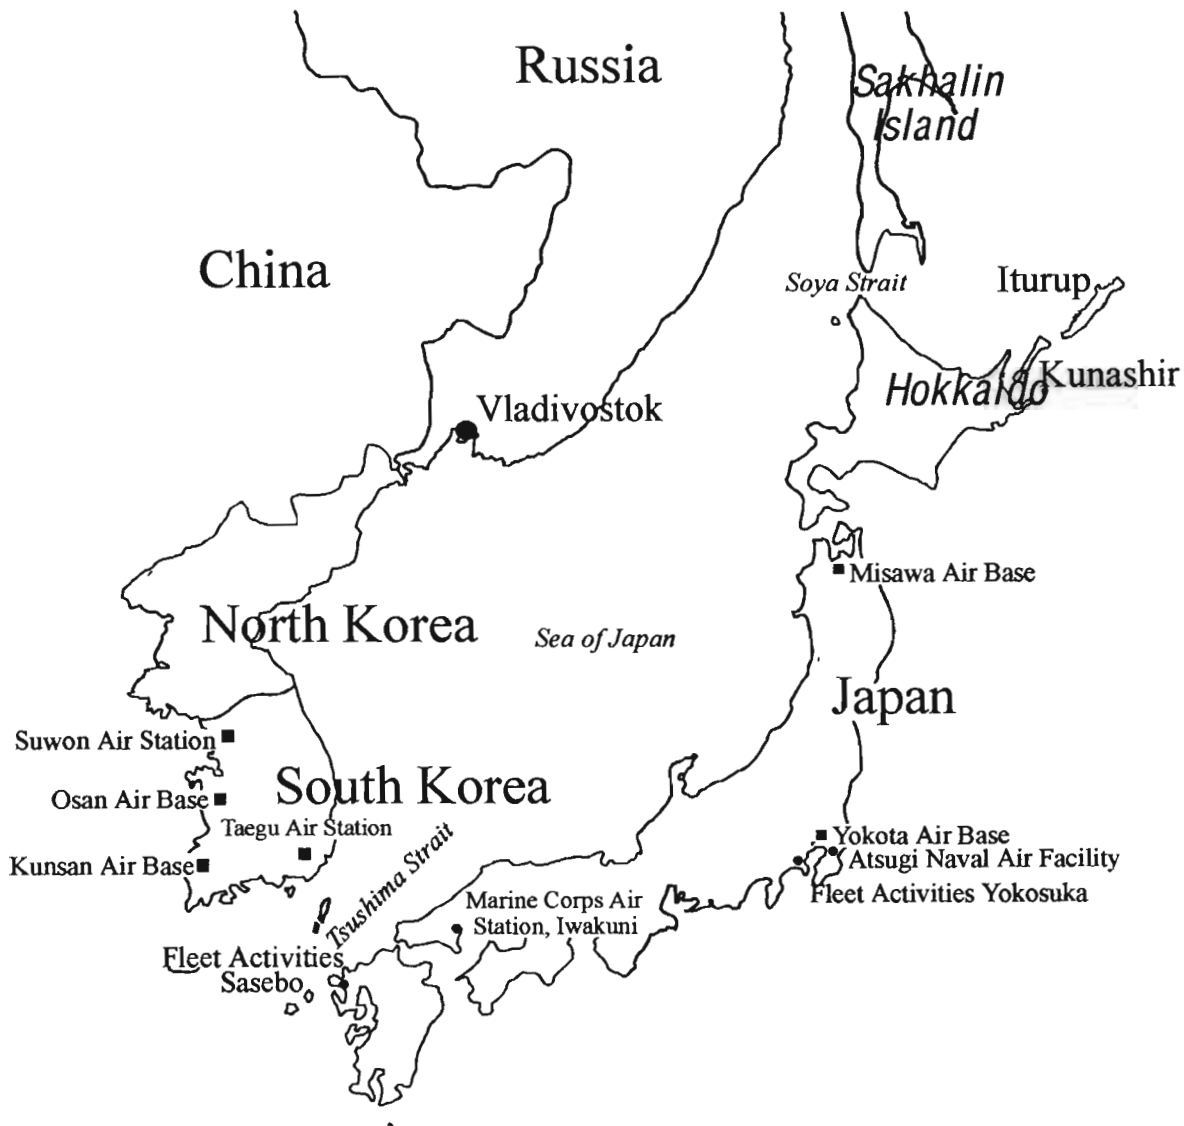 Russia
Sakhalin
Island
China
Soya Strait
Iturup
Hokkaido
Kunashir
Vladivostok
Misawa Air Base
North Korea
Sea of Japan
Japan
Suwon Air Station
South Korea
Osan Air Base
Taegu Air Station
Yokota Air Base
Kunsan Air Base
Atsugi Naval Air Facility
Tsushima Strait
Marine Corps Air
Station, Iwakuni
Fleet Activities Yokosuka
Fleet Activities
Sasebo